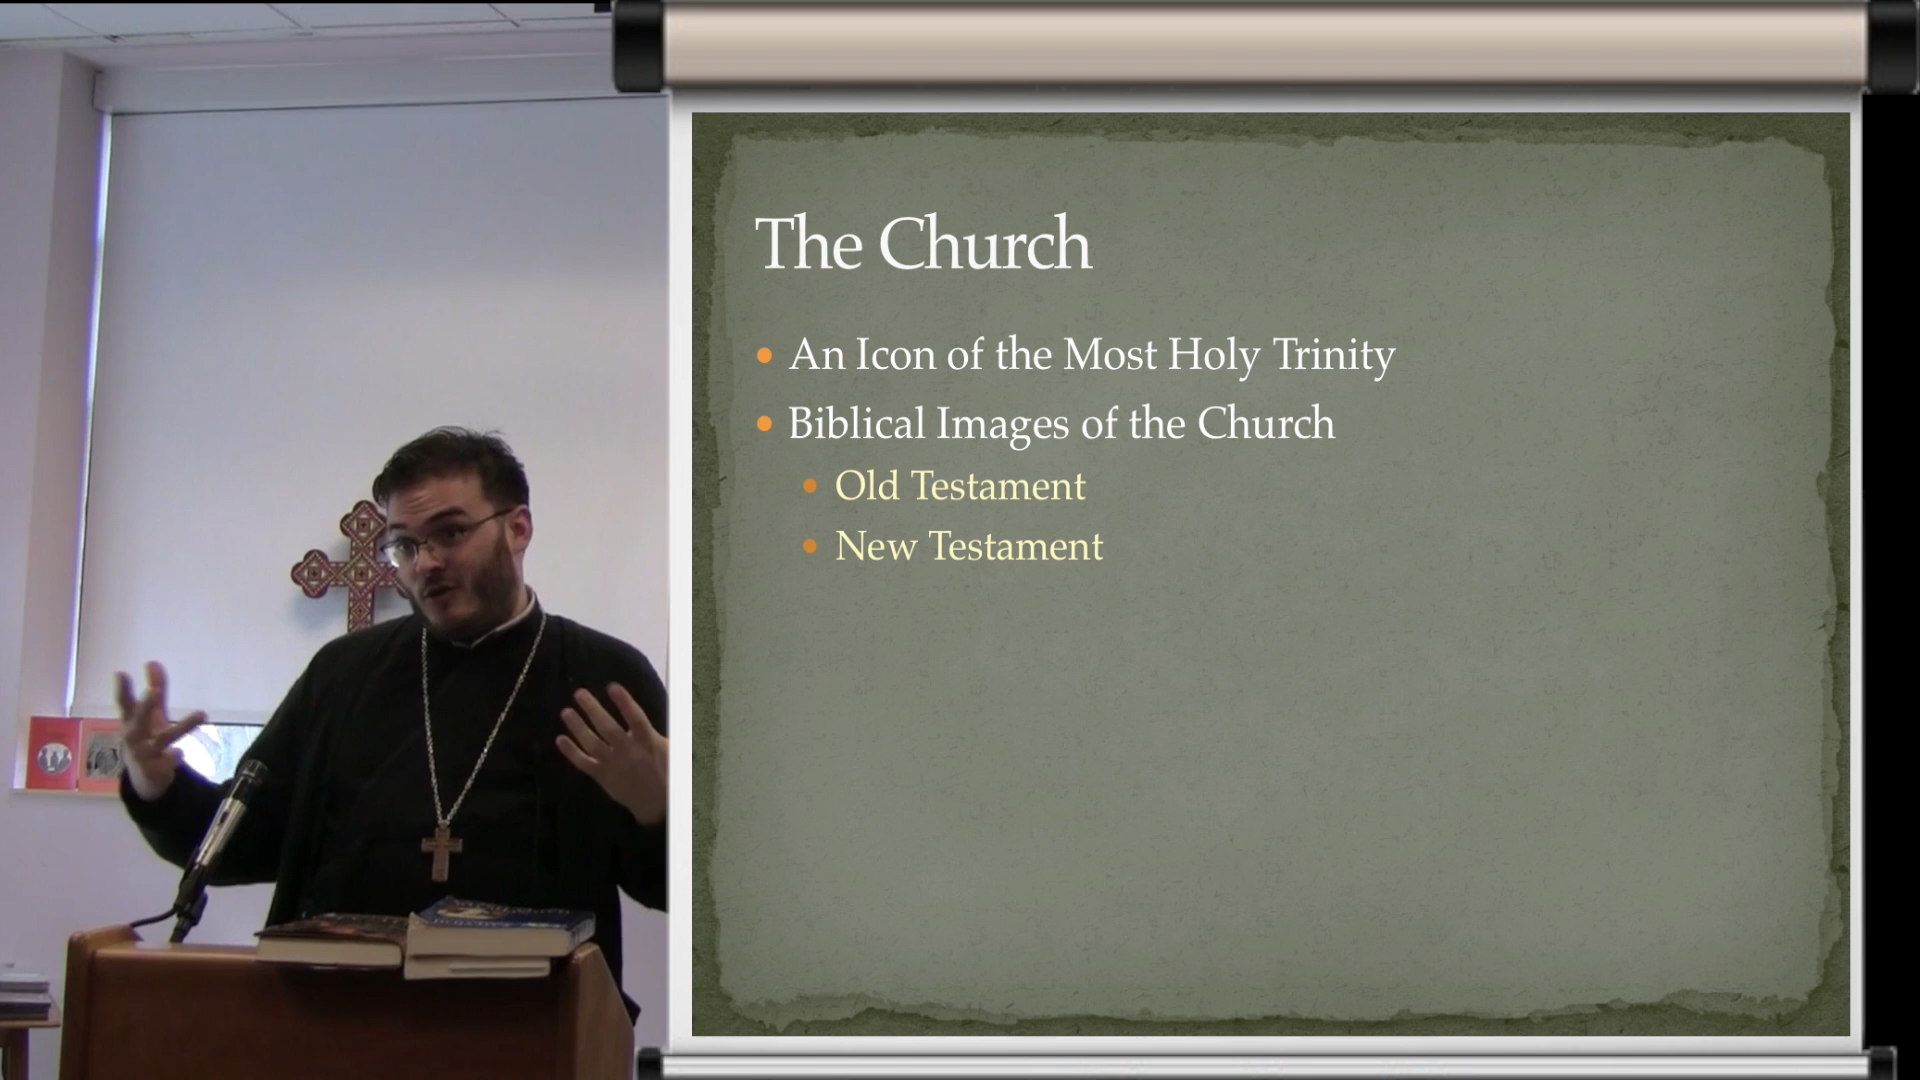 The Church
• An Icon of the Most Holy Trinity
• Biblical Images of the Church
• Old Testament
• New Testament